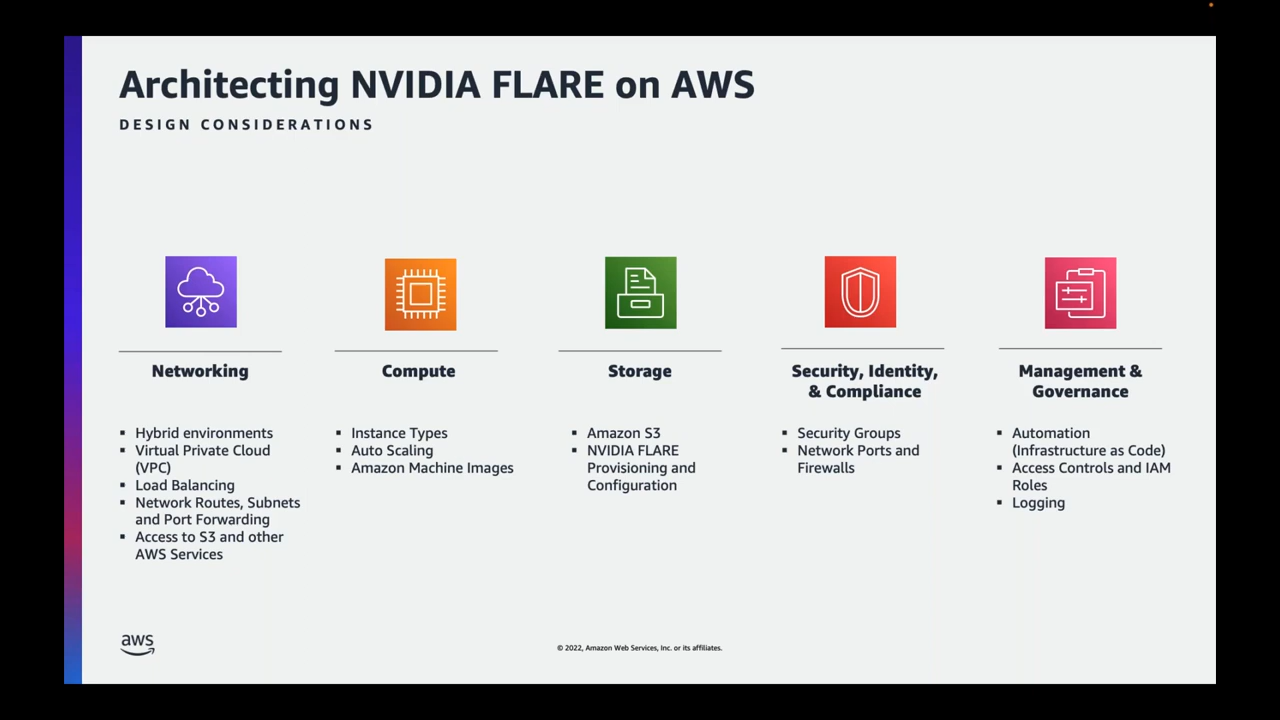 Architecting NVIDIA FLARE on AWS
DESIGN CONSIDERATIONS
Networking
▪ Hybrid environments
▪ Virtual Private Cloud
(VPC)
▪ Load Balancing
▪ Network Routes, Subnets
and Port Forwarding
▪ Access to S3 and other
AWS Services
Compute
▪ Instance Types
▪ Auto Scaling
▪ Amazon Machine Images
Storage
▪ Amazon S3
▪ NVIDIA FLARE
Provisioning and
Configuration
Security, Identity,
& Compliance
▪ Security Groups
▪ Network Ports and
Firewalls
Management &
Governance
▪ Automation
(Infrastructure as Code)
▪ Access Controls and IAM
Roles
▪ Logging
aws
© 2022, Amazon Web Services, Inc. or its affiliates.